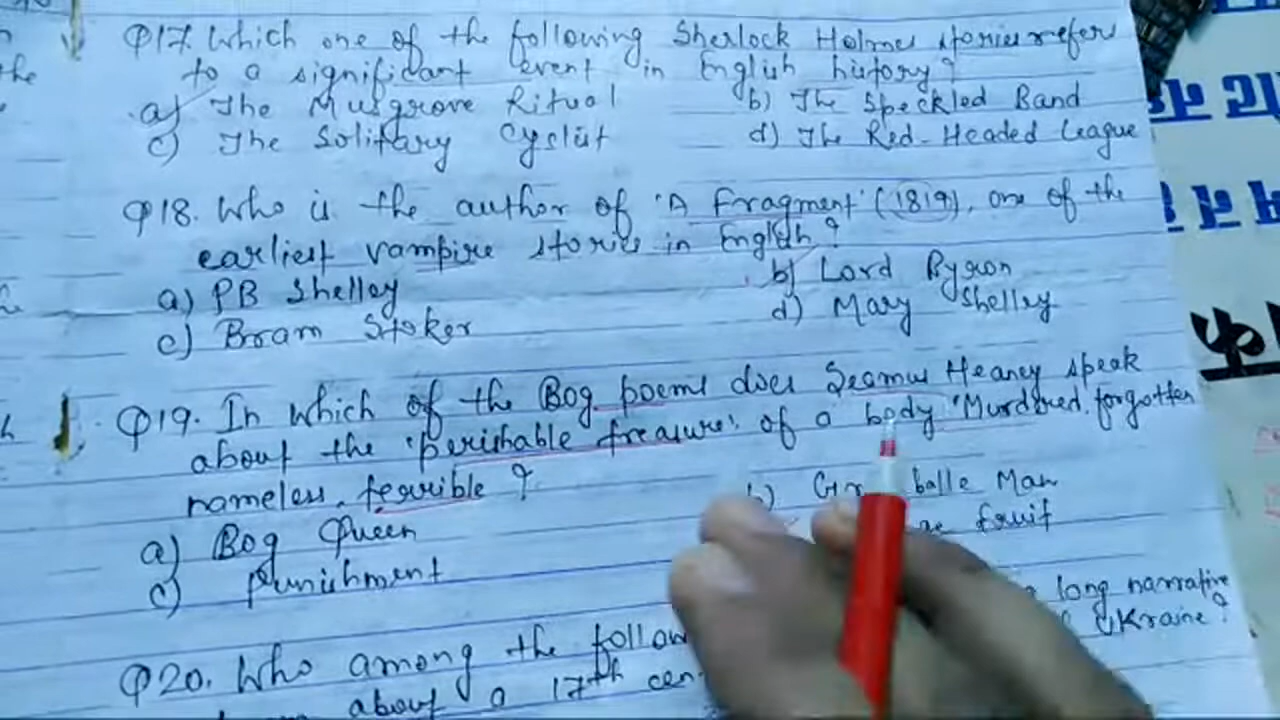 Q17. Which one of the following Sherlock Holmes stories refers
to a significant event in English history?
a) The Musgrove Ritual
b) The Speckled Band
c) The Solitary Cyclist
d) The Red-Headed League
Q18. Who is the author of 'A Fragment' (1819), one of the
earliest vampire stories in English?
a) PB Shelley
b) Lord Byron
c) Bram Stoker
d) Mary Shelley
Q19. In which of the Bog poems does Seamus Heaney speak
about the 'perishable treasure' of a body 'Murdered, forgotten
nameless, terrible ?
a) Bog Queen
b) Gr balle Man
c) Punishment
fruit
Q20. Who among the follow long narrative
about a 17th cen Ukraine?